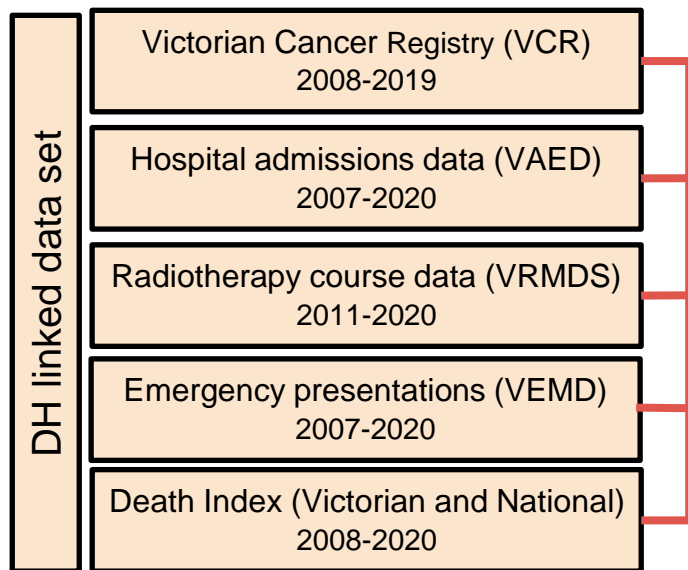 DH linked data set
Victorian Cancer Registry (VCR)
2008-2019
Hospital admissions data (VAED)
2007-2020
Radiotherapy course data (VRMDS)
2011-2020
Emergency presentations (VEMD)
2007-2020
Death Index (Victorian and National)
2008-2020